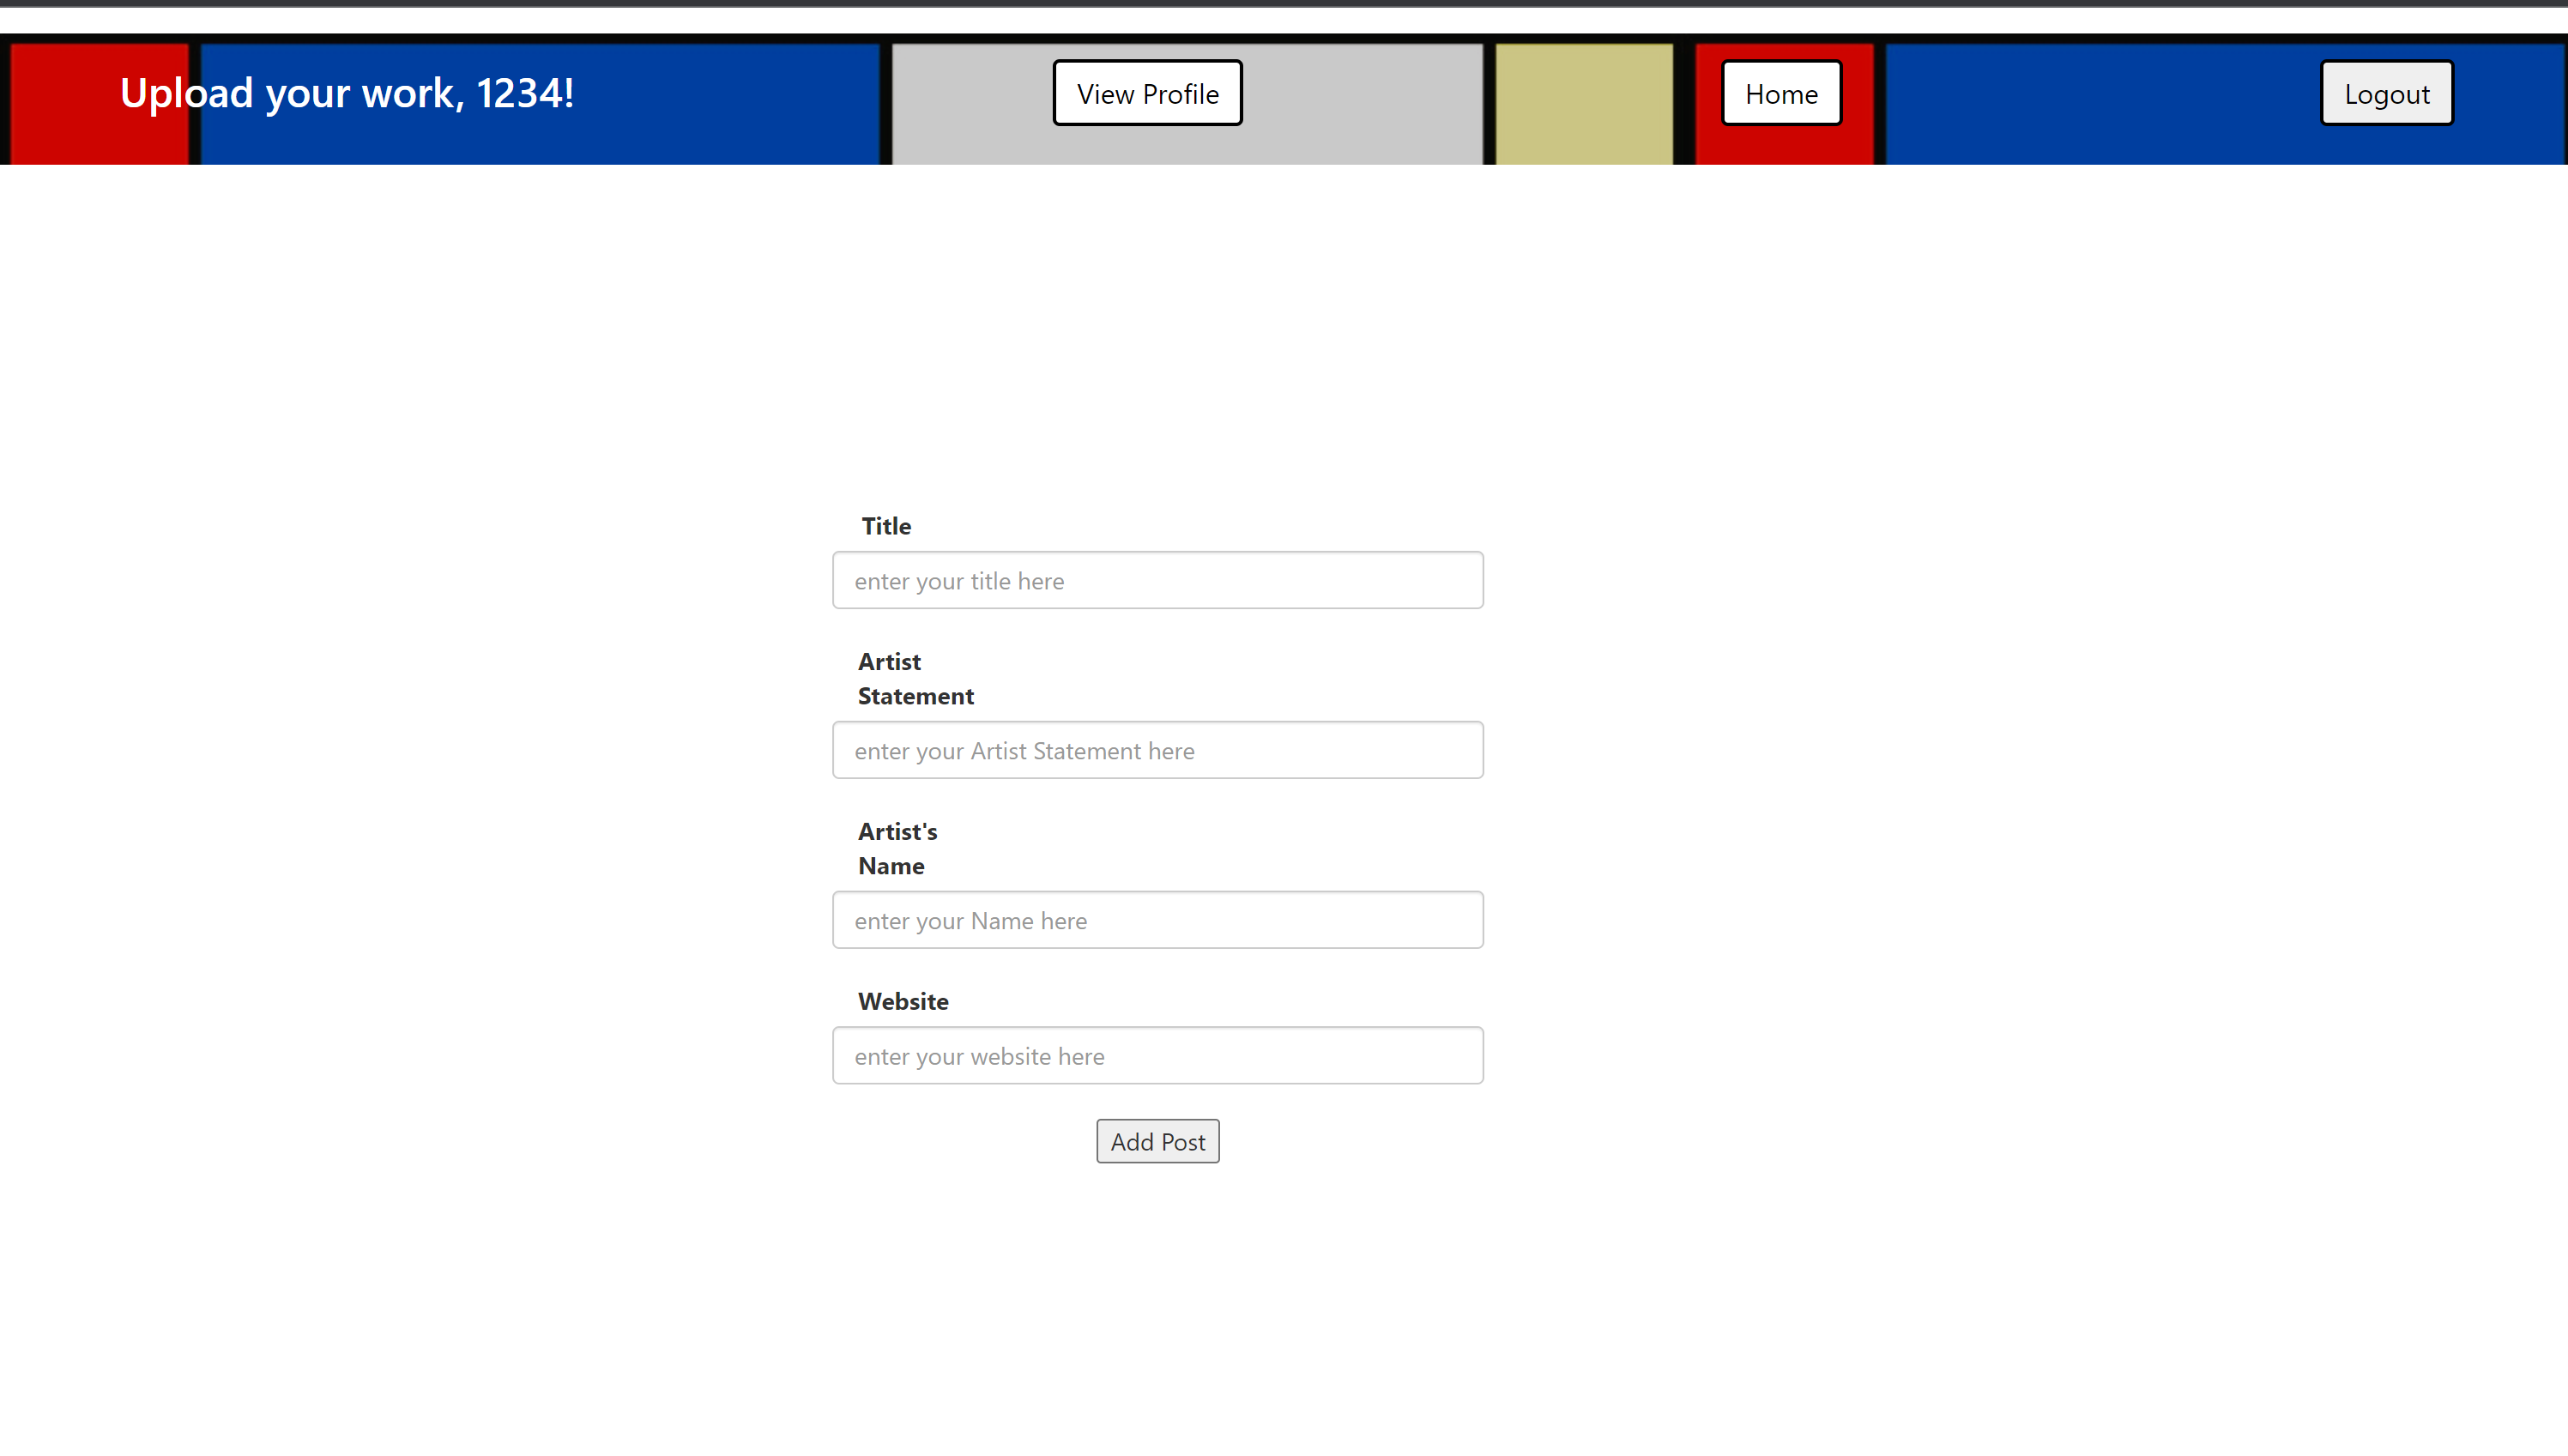 Upload your work, 1234!
View Profile
Home
Logout
Title
enter your title here
Artist
Statement
enter your Artist Statement here
Artist's
Name
enter your Name here
Website
enter your website here
Add Post